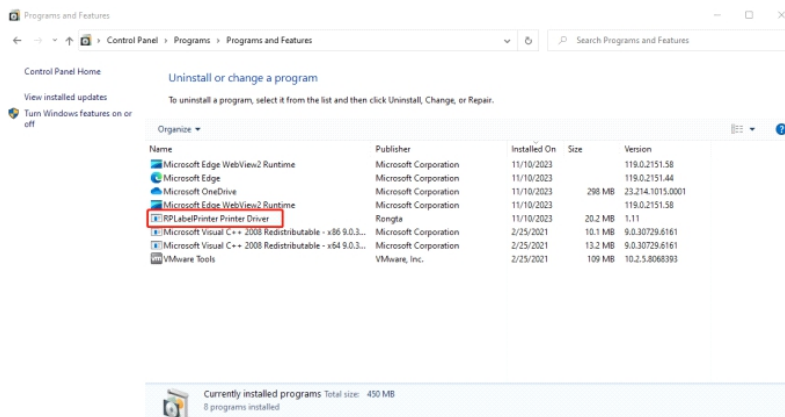 Programs and Features
Control Panel > Programs > Programs and Features
Search Programs and Features
Control Panel Home
View installed updates
Turn Windows features on or
off
Uninstall or change a program
To uninstall a program, select it from the list and then click Uninstall, Change, or Repair.
Organize
Name Publisher Installed On Size Version
Microsoft Edge WebView2 Runtime Microsoft Corporation 11/10/2023 119.0.2151.58
Microsoft Edge Microsoft Corporation 11/10/2023 119.0.2151.44
Microsoft OneDrive Microsoft Corporation 11/10/2023 298 MB 23.214.1015.0001
Microsoft Edge WebView2 Runtime Microsoft Corporation 11/10/2023 119.0.2151.58
RPLabelPrinter Printer Driver Rongta 11/10/2023 20.2 MB 1.11
Microsoft Visual C++ 2008 Redistributable - x86 9.0.3... Microsoft Corporation 2/25/2021 10.1 MB 9.0.30729.6161
Microsoft Visual C++ 2008 Redistributable - x64 9.0.3... Microsoft Corporation 2/25/2021 13.2 MB 9.0.30729.6161
VMware Tools VMware, Inc. 2/25/2021 109 MB 10.2.5.8068393
Currently installed programs Total size: 450 MB
8 programs installed